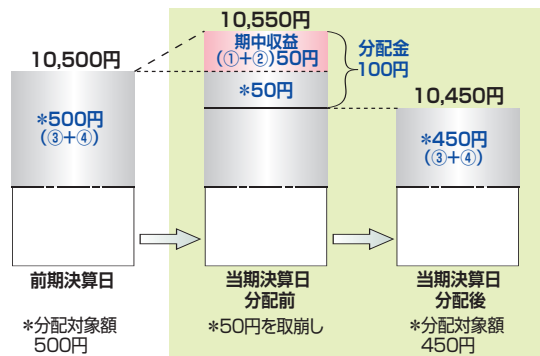 10,500円
*500円
(③+④)
前期決算日
*分配対象額
500円
10,550円
期中収益
(①+②)50円
*50円
分配金
100円
当期決算日
分配前
*50円を取崩し
10,450円
*450円
(③+④)
当期決算日
分配後
*分配対象額
450円